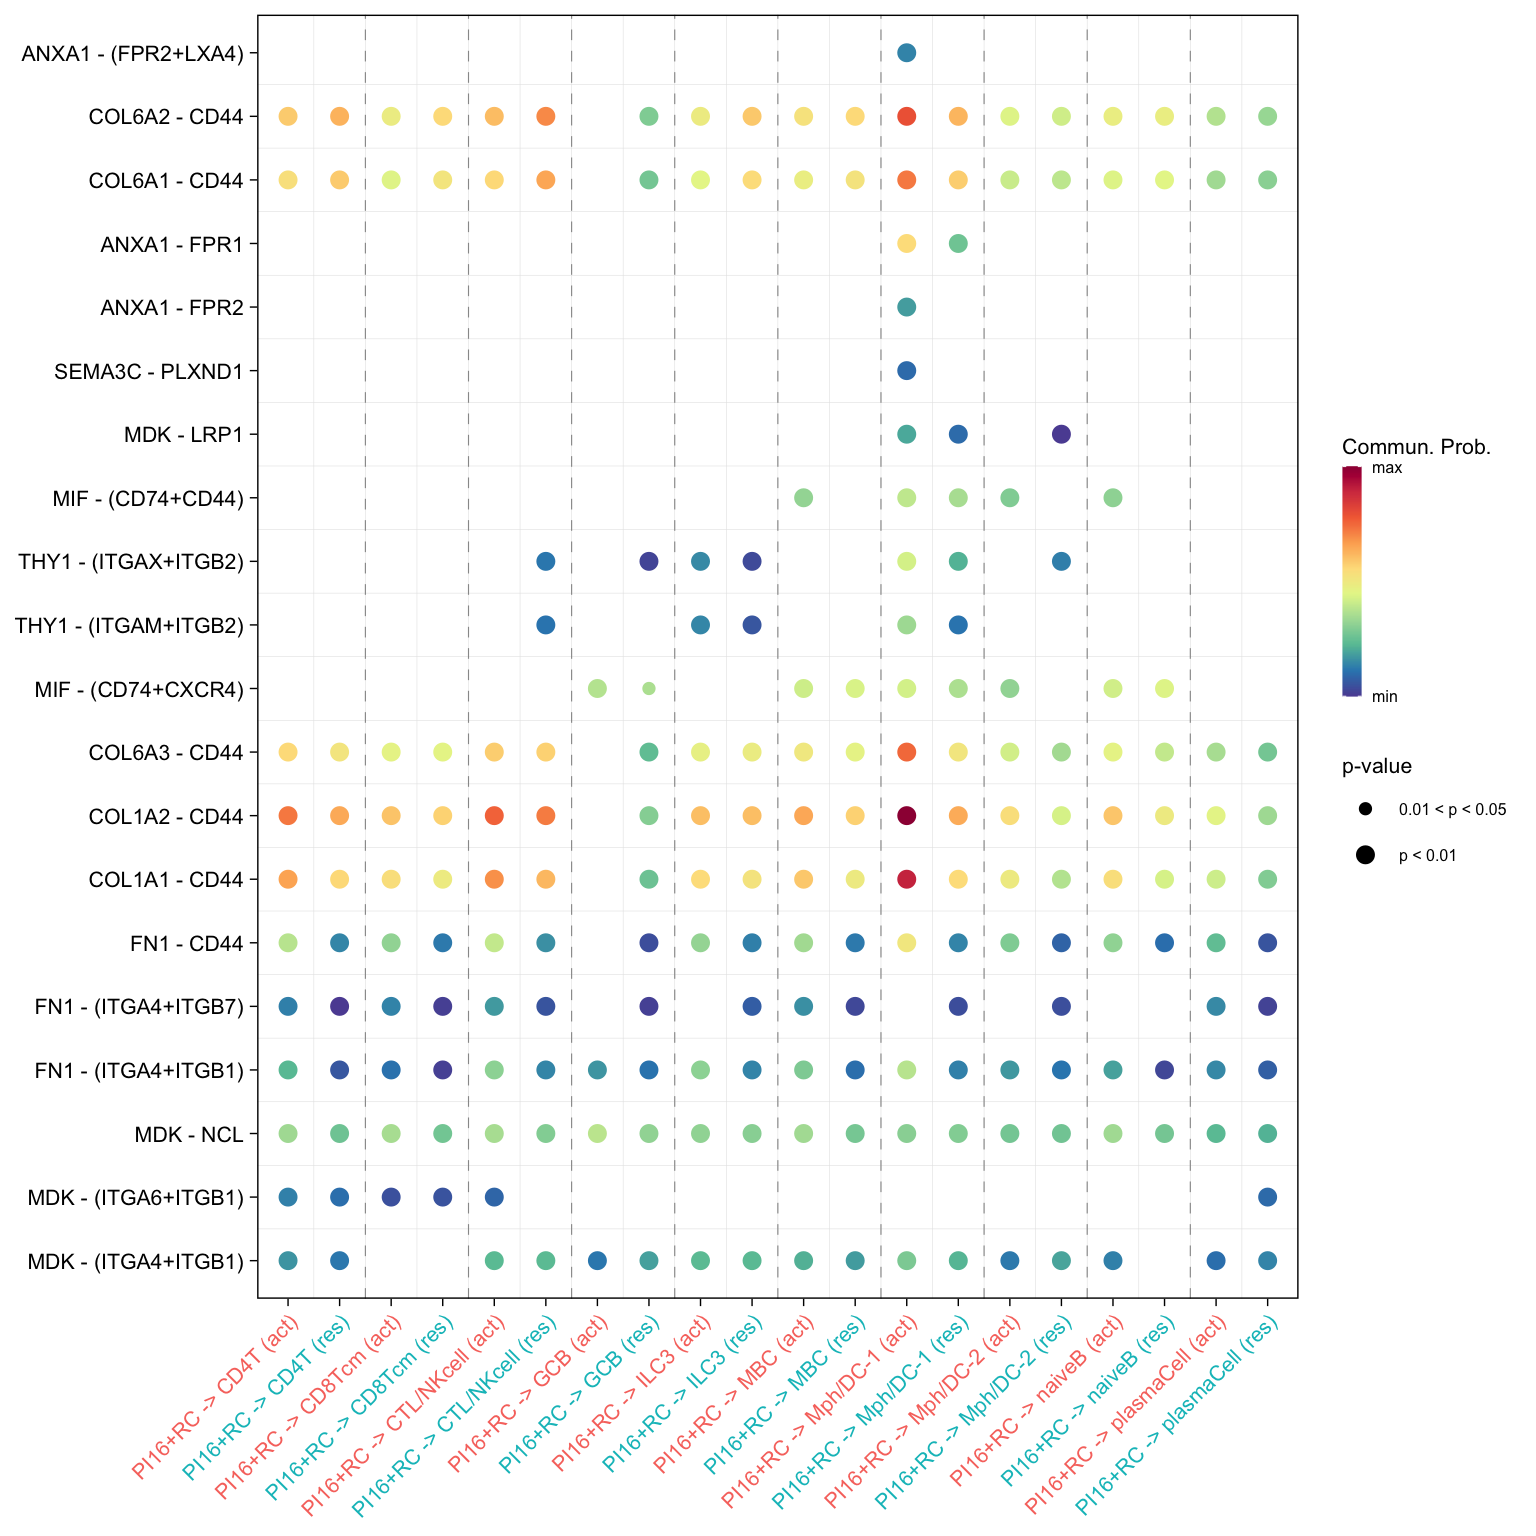 ANXA1 - (FPR2+LXA4)
COL6A2 - CD44
COL6A1 - CD44
ANXA1 - FPR1
ANXA1 - FPR2
SEMA3C - PLXND1
MDK - LRP1
MIF - (CD74+CD44)
THY1 - (ITGAX+ITGB2)
THY1 - (ITGAM+ITGB2)
MIF - (CD74+CXCR4)
COL6A3 - CD44
COL1A2 - CD44
COL1A1 - CD44
FN1 - CD44
FN1 - (ITGA4+ITGB7)
FN1 - (ITGA4+ITGB1)
MDK - NCL
MDK - (ITGA6+ITGB1)
MDK - (ITGA4+ITGB1)
PI16+RC -> CD4T (act)
PI16+RC -> CD4T (res)
PI16+RC -> CD8Tcm (act)
PI16+RC -> CD8Tcm (res)
PI16+RC -> CTL/NKcell (act)
PI16+RC -> CTL/NKcell (res)
PI16+RC -> GCB (act)
PI16+RC -> GCB (res)
PI16+RC -> ILC3 (act)
PI16+RC -> ILC3 (res)
PI16+RC -> MBC (act)
PI16+RC -> MBC (res)
PI16+RC -> Mph/DC-1 (act)
PI16+RC -> Mph/DC-1 (res)
PI16+RC -> Mph/DC-2 (act)
PI16+RC -> Mph/DC-2 (res)
PI16+RC -> naiveB (act)
PI16+RC -> naiveB (res)
PI16+RC -> plasmaCell (act)
PI16+RC -> plasmaCell (res)
Commun. Prob.
max
min
p-value
0.01 < p < 0.05
p < 0.01